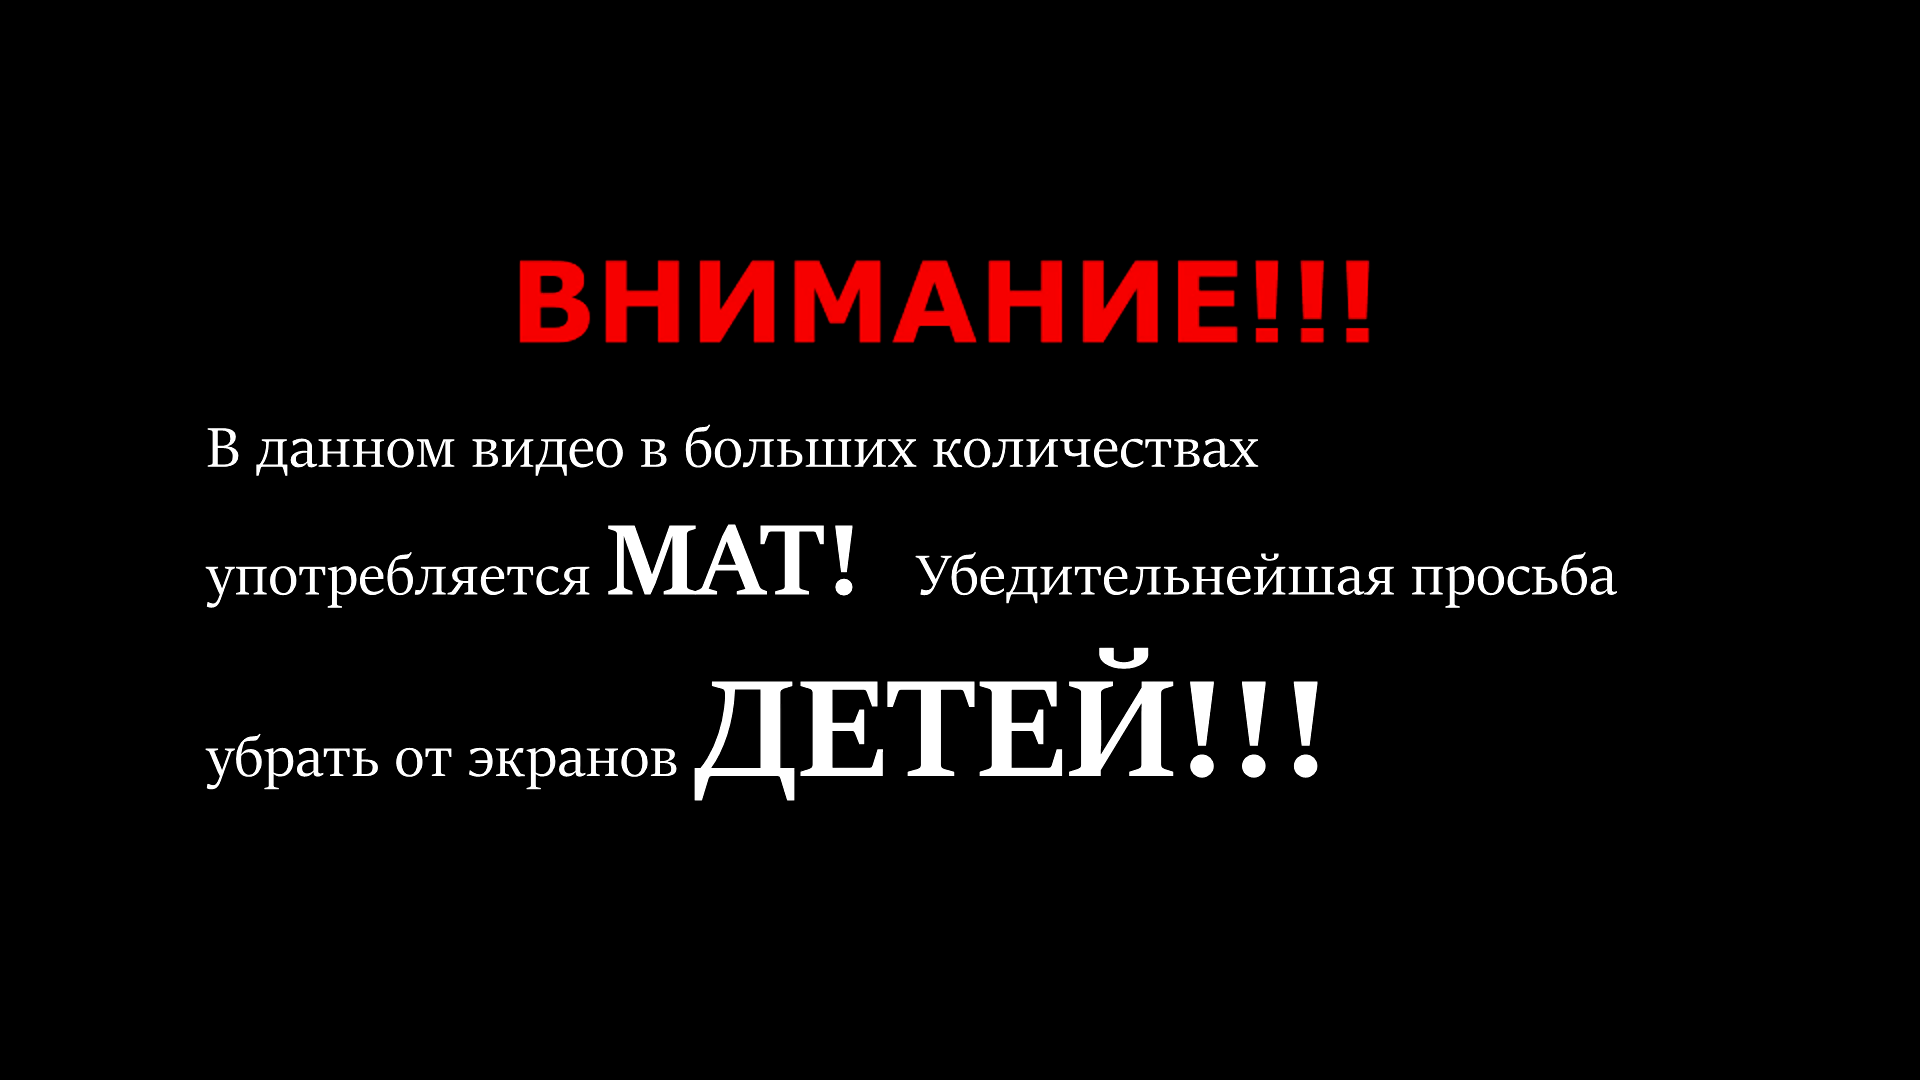 ВНИМАНИЕ!!!
В данном видео в больших количествах
употребляется МАТ! Убедительнейшая просьба
убрать от экранов ДЕТЕЙ!!!